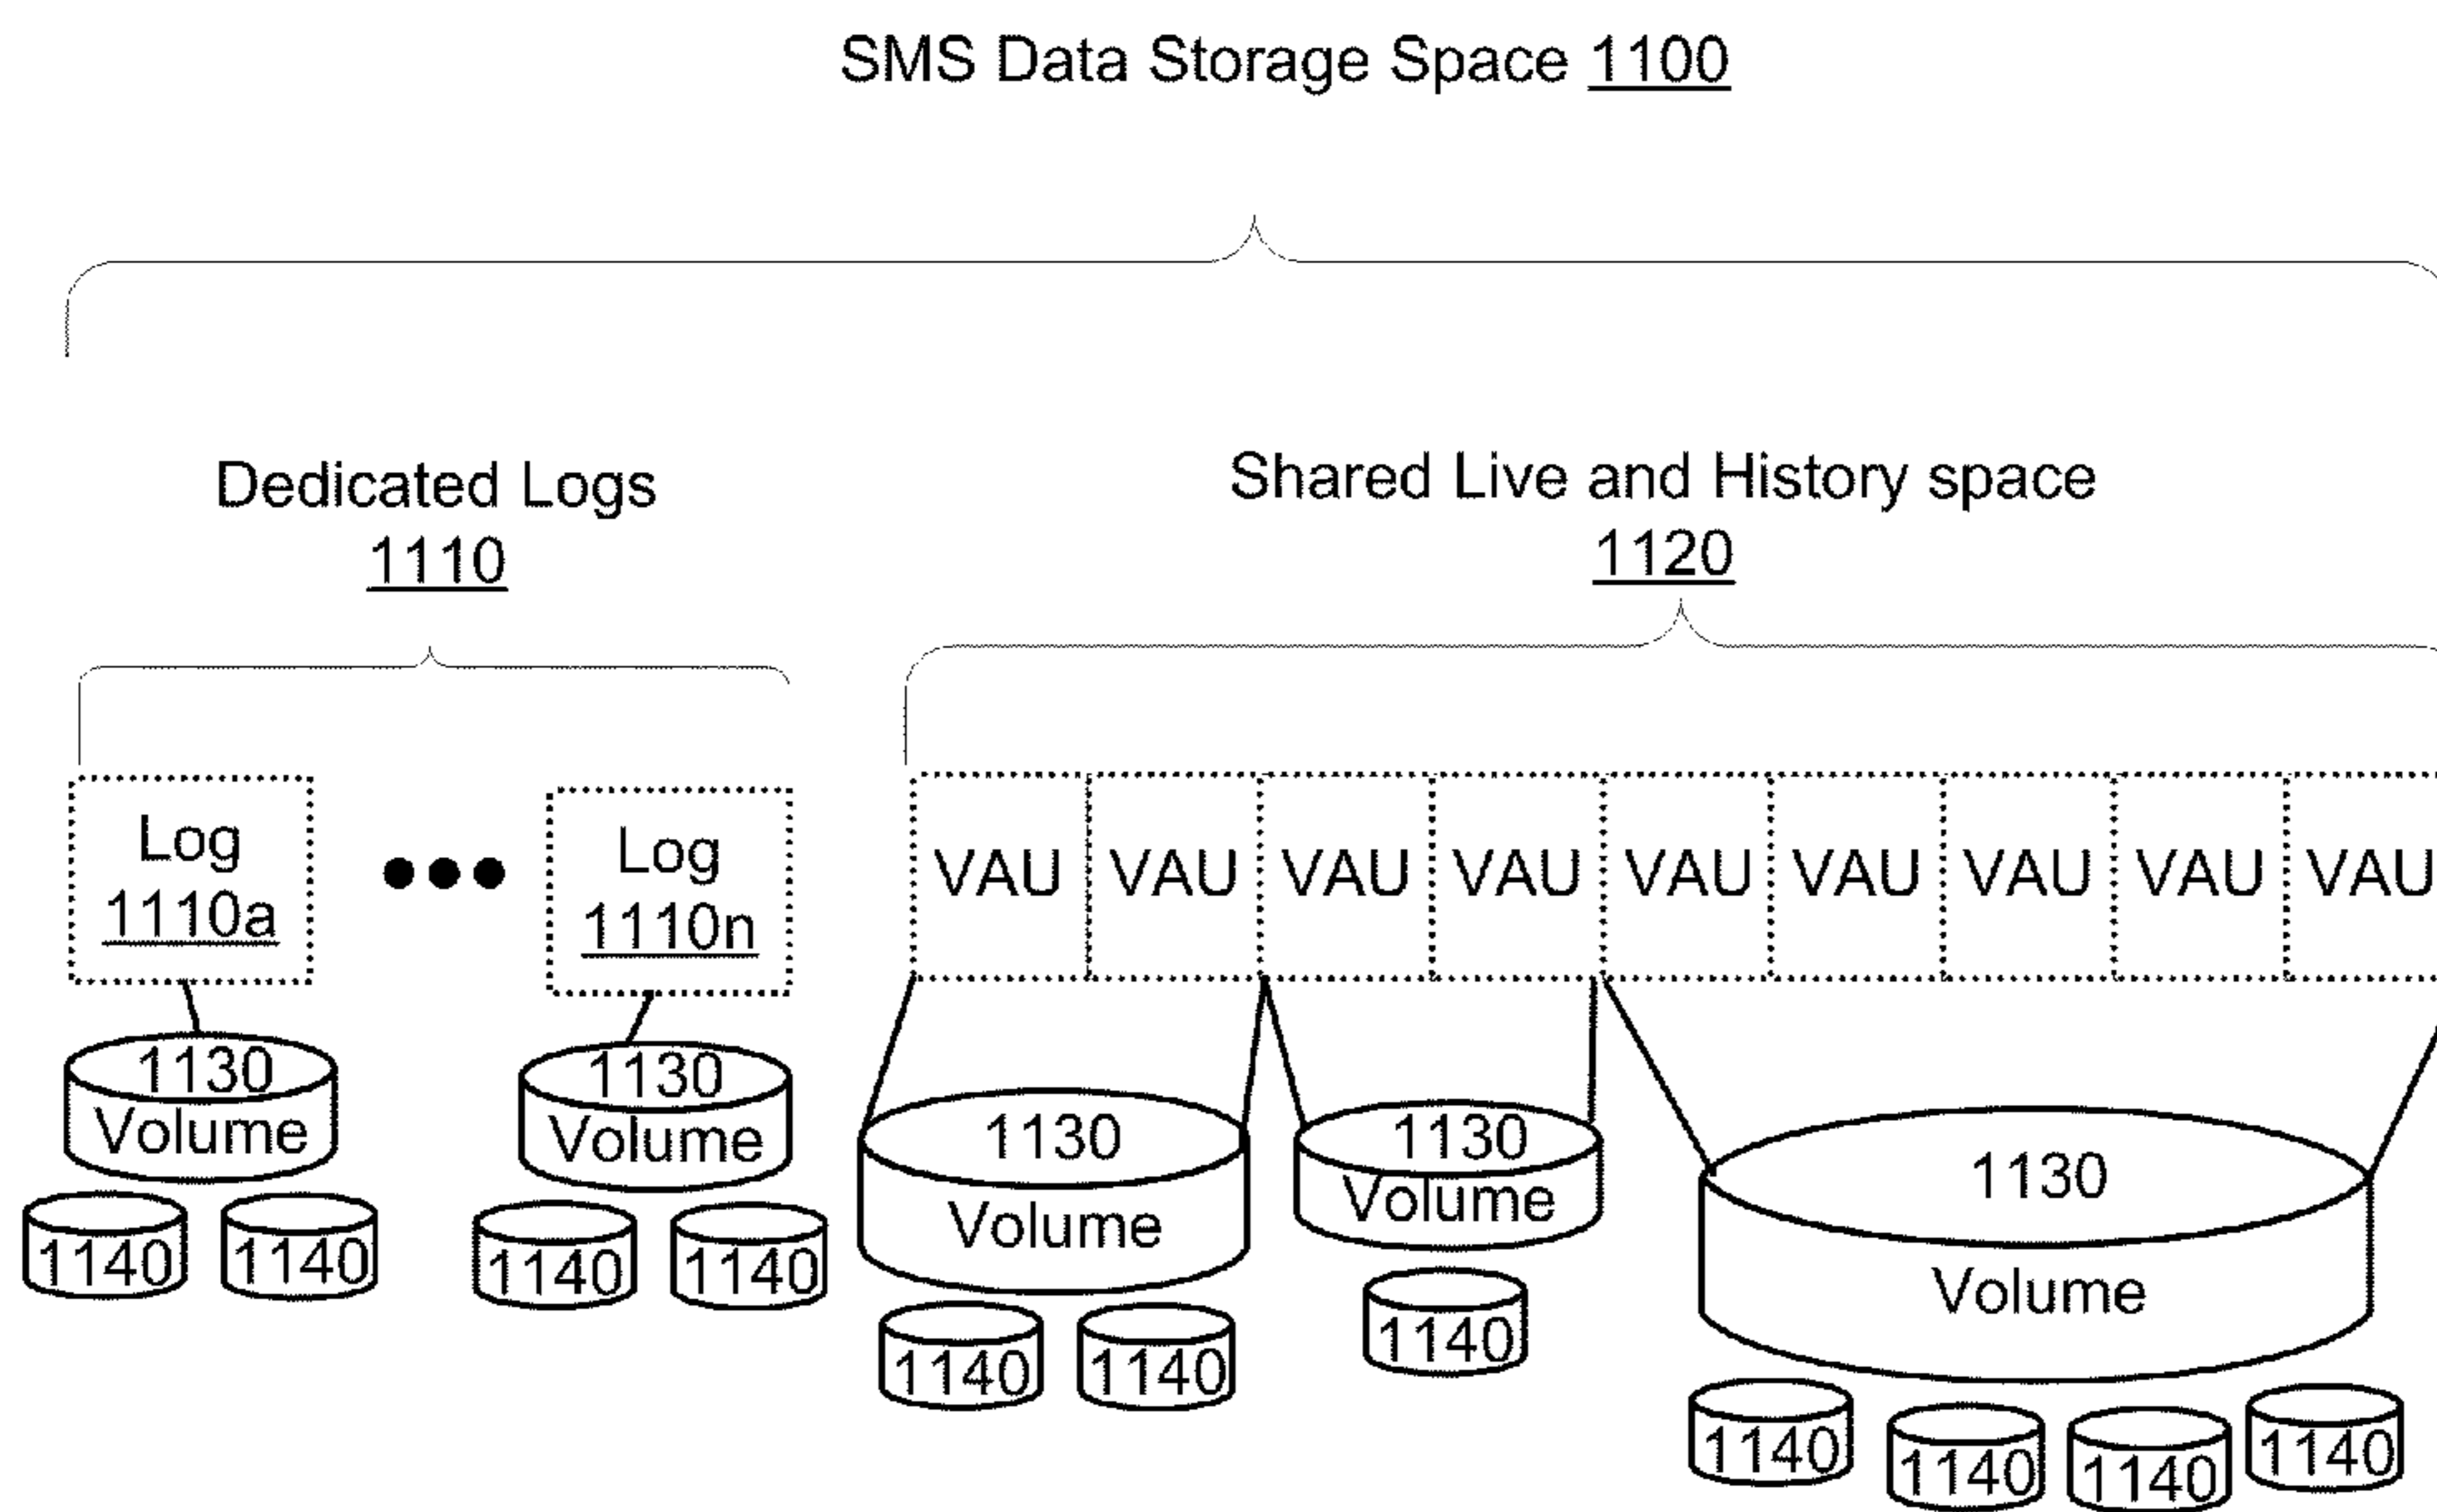 SMS Data Storage Space 1100
Dedicated Logs
1110
Shared Live and History space
1120
Log
1110a
Log
1110n
VAU VAU VAU VAU VAU VAU VAU VAU VAU
1130
Volume
1130
Volume
1130
Volume
1130
Volume
1130
Volume
1140 1140
1140 1140
1140 1140
1140
1140 1140 1140 1140